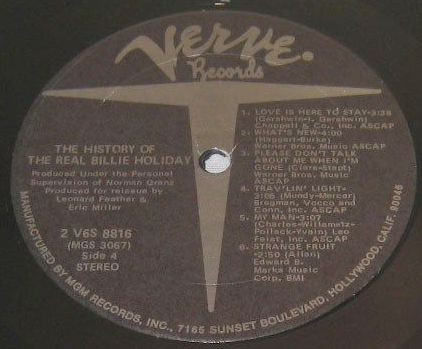 Verve
Records
THE HISTORY OF
THE REAL BILLIE HOLIDAY
Produced Under the Personal
Supervision of Norman Granz
Produced for reissue by
Leonard Feather &
Eric Miller
2 V6S 8816
(MGS 3067)
Side 4
STEREO
1. LOVE IS HERE TO STAY-3:38
(Gershwin-I. Gershwin)
Chappell & Co., Inc. ASCAP
2. WHAT'S NEW-4:00
(Haggart-Burke)
Warner Bros. Music ASCAP
3. PLEASE DON'T TALK
ABOUT ME WHEN I'M
GONE (Clare-Stept)
Warner Bros. Music
ASCAP
4. TRAV'LIN' LIGHT-
3:05 (Mundy-Mercer)
Bregman, Vocco and
Conn, Inc. ASCAP
5. MY MAN-3:07
(Charles-Willametz-
Pollack-Yvain) Leo
Feist, Inc. ASCAP
6. STRANGE FRUIT
-2:50 (Allan)
Edward B.
Marks Music
Corp. BMI
MANUFACTURED BY MGM RECORDS, INC., 7165 SUNSET BOULEVARD, HOLLYWOOD, CALIF. 90046